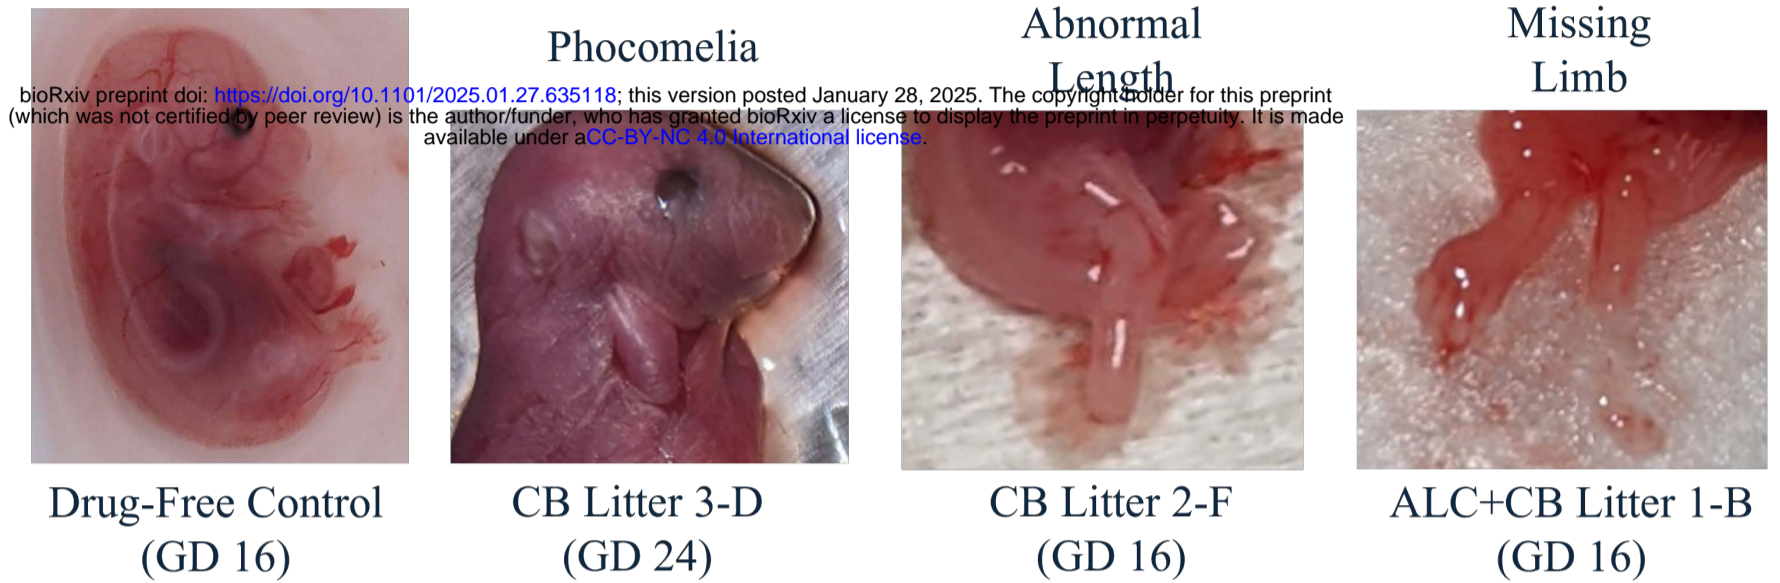 Phocomelia
Abnormal
Length
Missing
Limb
bioRxiv preprint doi: https://doi.org/10.1101/2025.01.27.635118; this version posted January 28, 2025. The copyright holder for this preprint
(which was not certified by peer review) is the author/funder, who has granted bioRxiv a license to display the preprint in perpetuity. It is made
available under aCC-BY-NC 4.0 International license.
Drug-Free Control
(GD 16)
CB Litter 3-D
(GD 24)
CB Litter 2-F
(GD 16)
ALC+CB Litter 1-B
(GD 16)